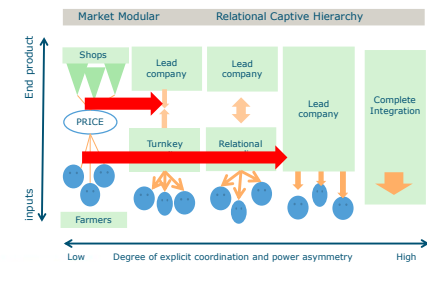 Market Modular Relational Captive Hierarchy
End product
inputs
Shops
PRICE
Farmers
Lead
company
Turnkey
Lead
company
Relational
Lead
company
Complete
Integration
Low Degree of explicit coordination and power asymmetry High